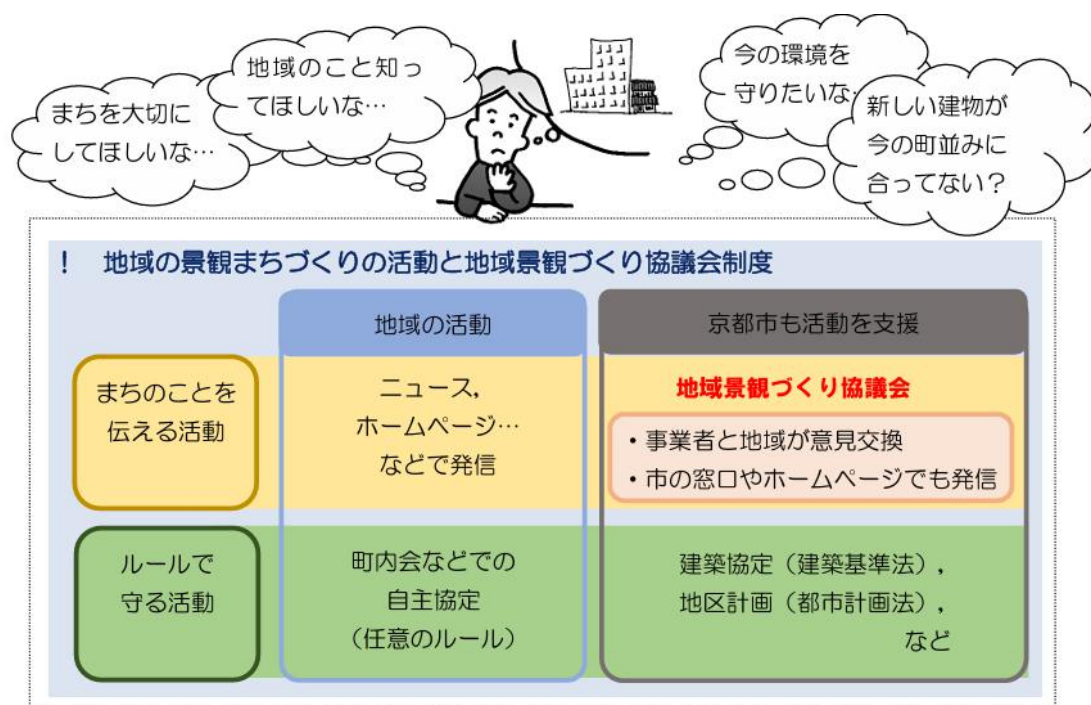 まちを大切に
してほしいな…
地域のこと知っ
てほしいな…
今の環境を
守りたいな…
新しい建物が
今の町並みに
合ってない？
！ 地域の景観まちづくりの活動と地域景観づくり協議会制度
地域の活動
京都市も活動を支援
まちのことを
伝える活動
ニュース，
ホームページ…
などで発信
地域景観づくり協議会
・事業者と地域が意見交換
・市の窓口やホームページでも発信
ルールで
守る活動
町内会などでの
自主協定
（任意のルール）
建築協定（建築基準法），
地区計画（都市計画法），
など